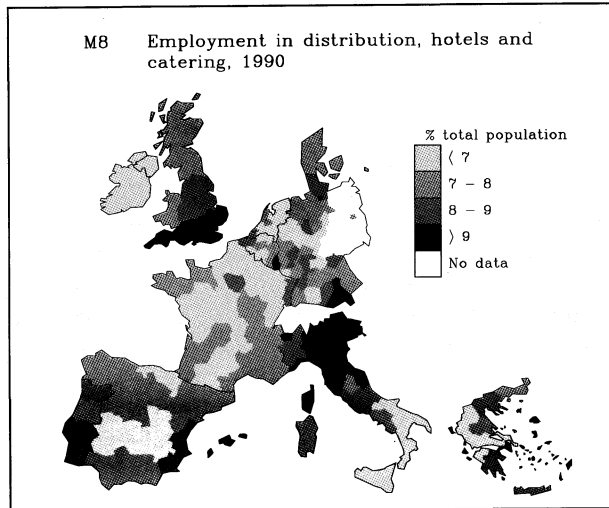 M8 Employment in distribution, hotels and
catering, 1990
% total population
⟨ 7
7 - 8
8 - 9
⟩ 9
No data